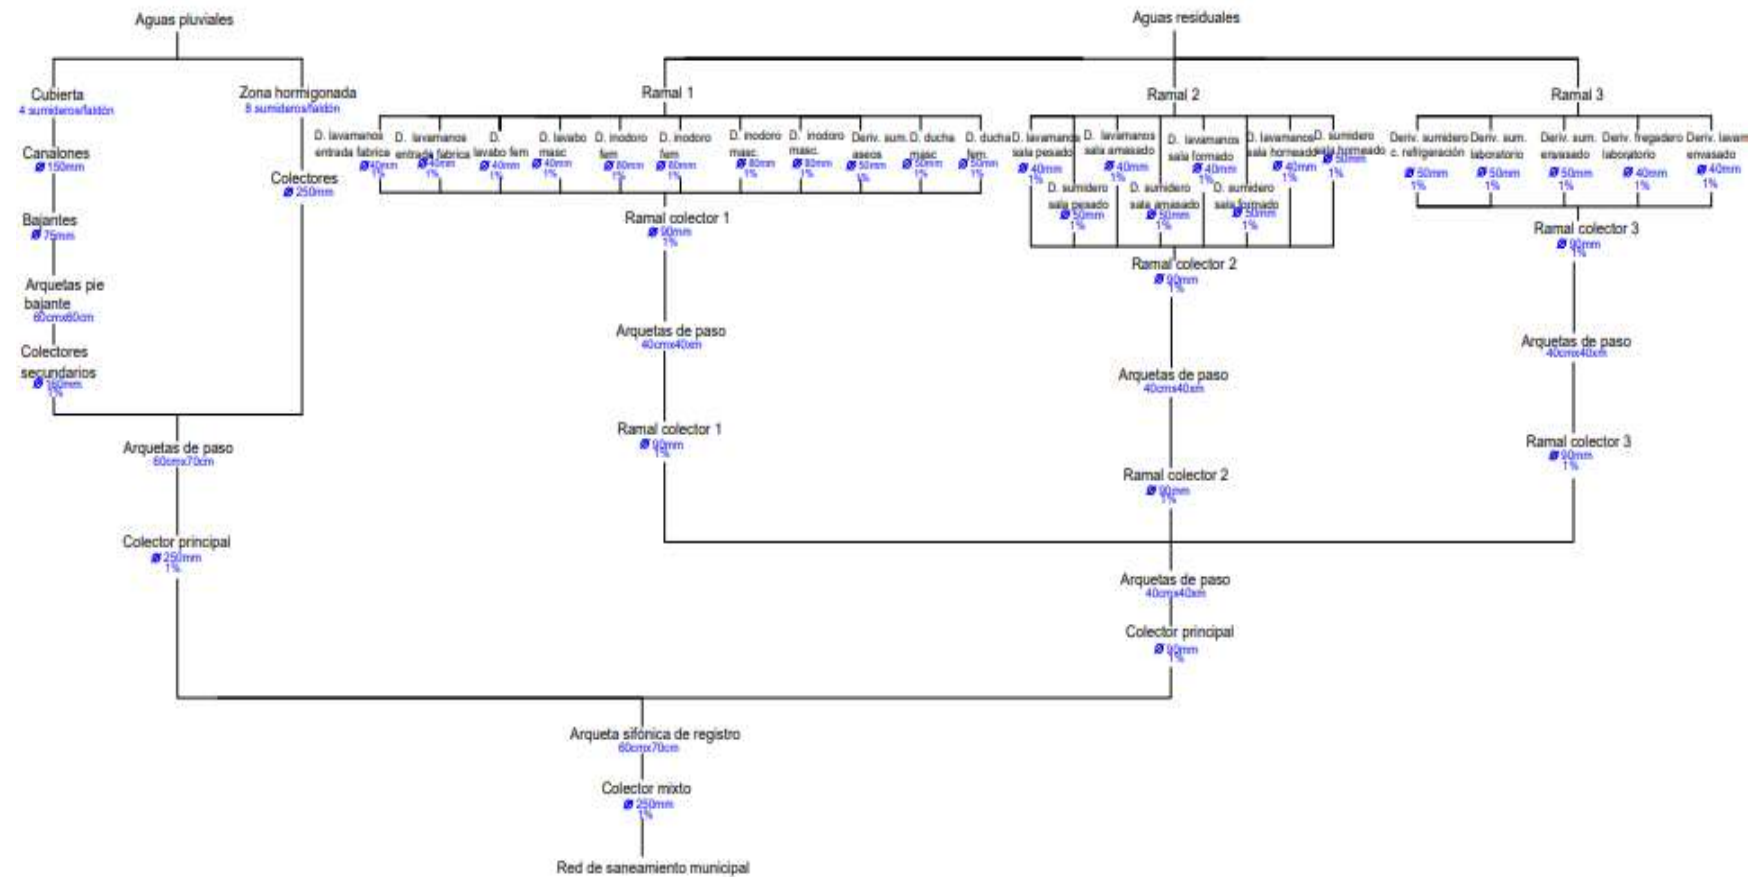 Aguas pluviales
Cubierta
4 sumideros/faldón
Canalones
Ø 150mm
Bajantes
Ø 75mm
Arquetas pie
bajante
60cmx60cm
Colectores
secundarios
Ø 160mm
1%
Zona hormigonada
8 sumideros/faldón
Colectores
Ø 250mm
Arquetas de paso
60cmx70cm
Colector principal
Ø 250mm
1%
Aguas residuales
Ramal 1
D. lavamanos
entrada fabrica
Ø 40mm
1%
D. lavamanos
entrada fabrica
Ø 40mm
1%
D.
lavabo fem
Ø 40mm
1%
D. lavabo
masc
Ø 40mm
1%
D. inodoro
fem
Ø 80mm
1%
D. inodoro
fem
Ø 80mm
1%
D. inodoro
masc.
Ø 80mm
1%
D. inodoro
masc.
Ø 80mm
1%
Deriv. sum.
aseos
Ø 50mm
1%
D. ducha
masc
Ø 50mm
1%
D. ducha
fem.
Ø 50mm
1%
Ramal colector 1
Ø 90mm
1%
Arquetas de paso
40cmx40xm
Ramal colector 1
Ø 90mm
1%
Ramal 2
D. lavamanos
sala pesado
Ø 40mm
1%
D. lavamanos
sala amasado
Ø 40mm
1%
D. lavamanos
sala formado
Ø 40mm
1%
D. lavamanos
sala horneado
Ø 40mm
1%
D. sumidero
sala horneado
Ø 50mm
1%
D. sumidero
sala pesado
Ø 50mm
1%
D. sumidero
sala amasado
Ø 50mm
1%
D. sumidero
sala formado
Ø 50mm
1%
Ramal colector 2
Ø 90mm
1%
Arquetas de paso
40cmx40xm
Ramal colector 2
Ø 90mm
1%
Ramal 3
Deriv. sumidero
c. refrigeración
Ø 50mm
1%
Deriv. sum.
laboratorio
Ø 50mm
1%
Deriv. sum.
envasado
Ø 50mm
1%
Deriv. fregadero
laboratorio
Ø 40mm
1%
Deriv. lavam
envasado
Ø 40mm
1%
Ramal colector 3
Ø 90mm
1%
Arquetas de paso
40cmx40xm
Ramal colector 3
Ø 90mm
1%
Arquetas de paso
40cmx40xm
Colector principal
Ø 90mm
1%
Arqueta sifónica de registro
60cmx70cm
Colector mixto
Ø 250mm
1%
Red de saneamiento municipal